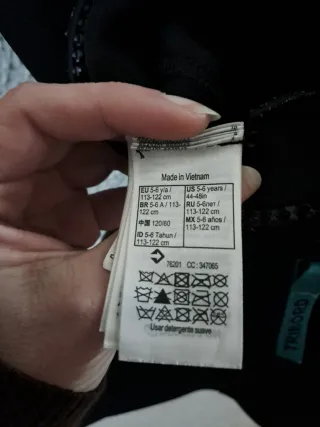 Made in Vietnam
EU 5-6 y/a /
113-122 cm
BR 5-6 A / 113-
122 cm
中国 120/60
ID 5-6 Tahun /
113-122 cm
US 5-6 years /
44-48in
RU 5-6лет /
113-122 cm
MX 5-6 años /
113-122 cm
76201 CC : 347065
Usar detergente suave
TRIBORD